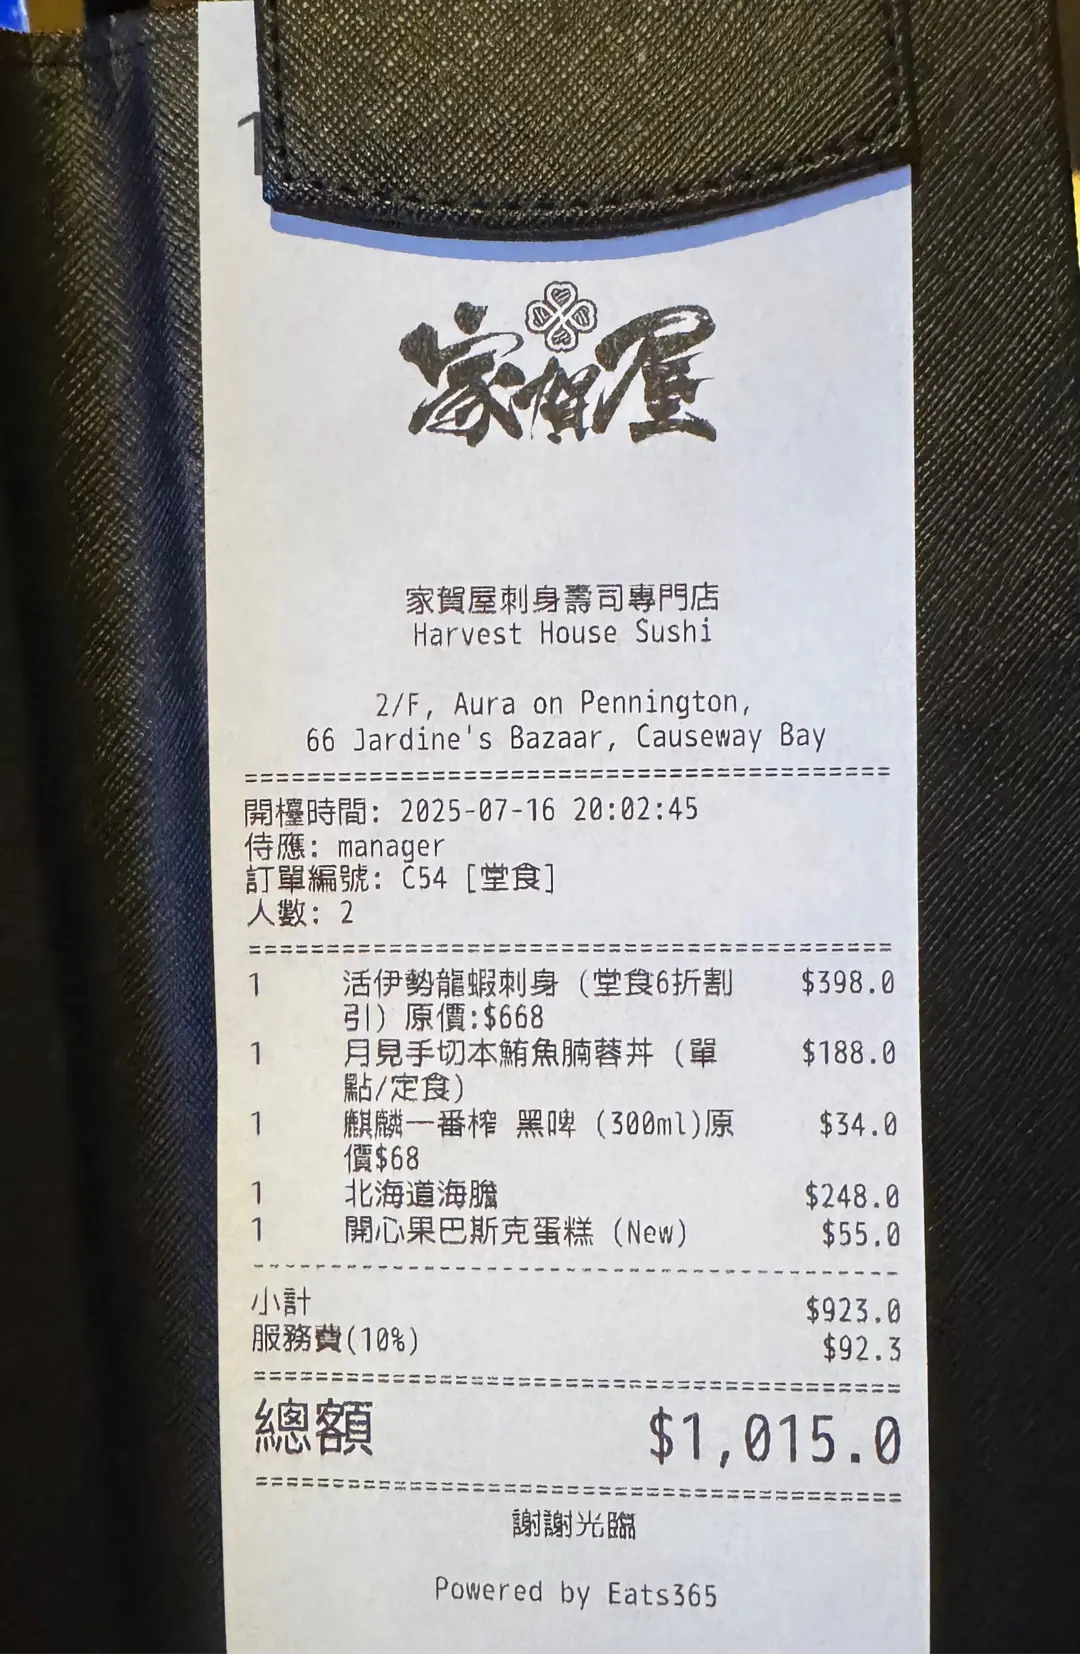 家賀屋
家賀屋刺身壽司專門店
Harvest House Sushi
2/F, Aura on Pennington,
66 Jardine's Bazaar, Causeway Bay
開檯時間: 2025-07-16 20:02:45
侍應: manager
訂單編號: C54 [堂食]
人數: 2
1 活伊勢龍蝦刺身 (堂食6折割 $398.0
引) 原價:$668
1 月見手切本鮪魚腩蓉丼 (單 $188.0
點/定食)
1 麒麟一番榨 黑啤 (300ml)原 $34.0
價$68
1 北海道海膽 $248.0
1 開心果巴斯克蛋糕 (New) $55.0
小計 $923.0
服務費(10%) $92.3
總額 $1,015.0
謝謝光臨
Powered by Eats365